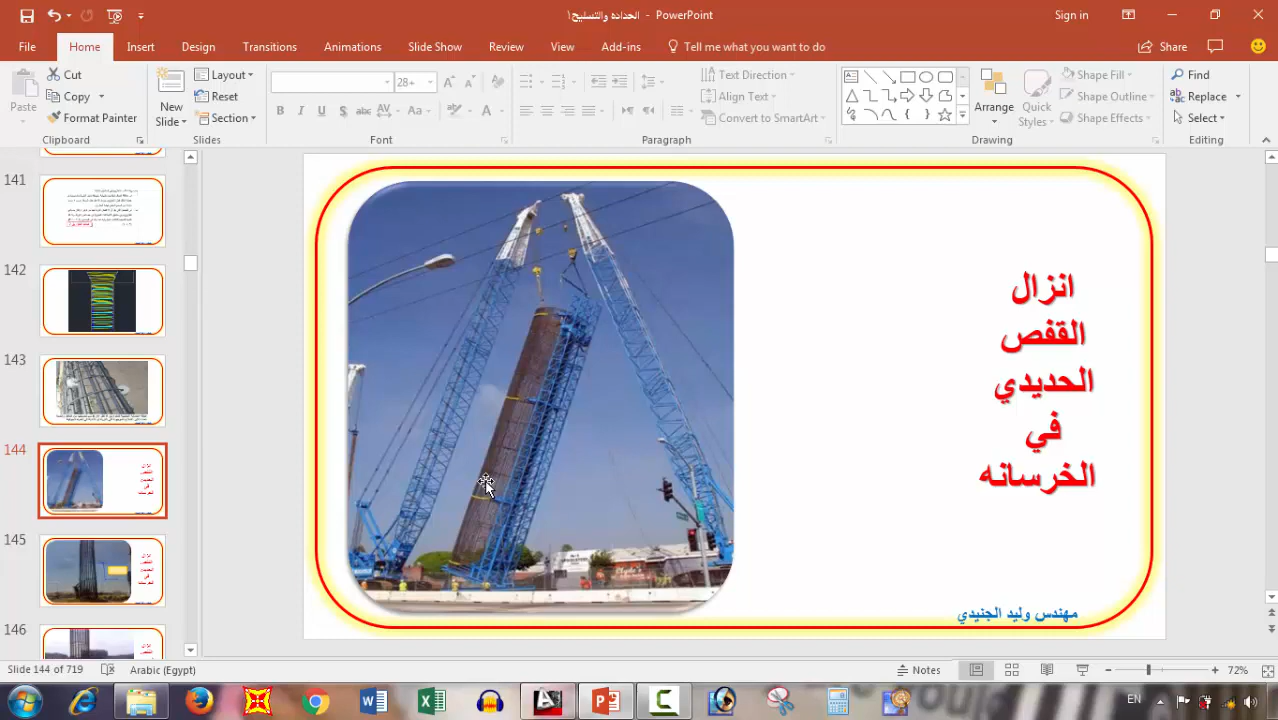 الحداده والتسليح١ - PowerPoint
Sign in
File
Home
Insert
Design
Transitions
Animations
Slide Show
Review
View
Add-ins
Tell me what you want to do
Share
Paste
Cut
Copy
Format Painter
Clipboard
New Slide
Layout
Reset
Section
Slides
28+
Font
Text Direction
Align Text
Convert to SmartArt
Paragraph
Arrange
Quick Styles
Shape Fill
Shape Outline
Shape Effects
Drawing
Find
Replace
Select
Editing
141
142
143
144
145
146
انزال
القفص
الحديدي
في
الخرسانه
مهندس وليد الجنيدي
Slide 144 of 719
Arabic (Egypt)
Notes
72%
EN